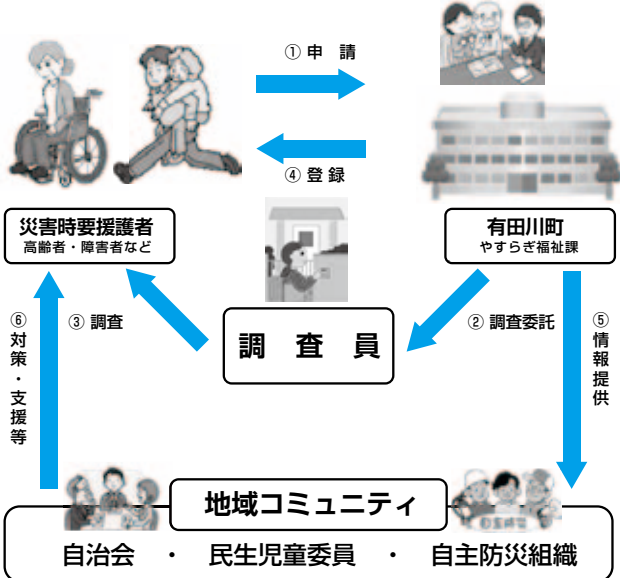 ① 申 請
④ 登 録
災害時要援護者
高齢者・障害者など
有田川町
やすらぎ福祉課
⑥対策・支援等
③ 調査
調 査 員
② 調査委託
⑤情報提供
地域コミュニティ
自治会 ・ 民生児童委員 ・ 自主防災組織